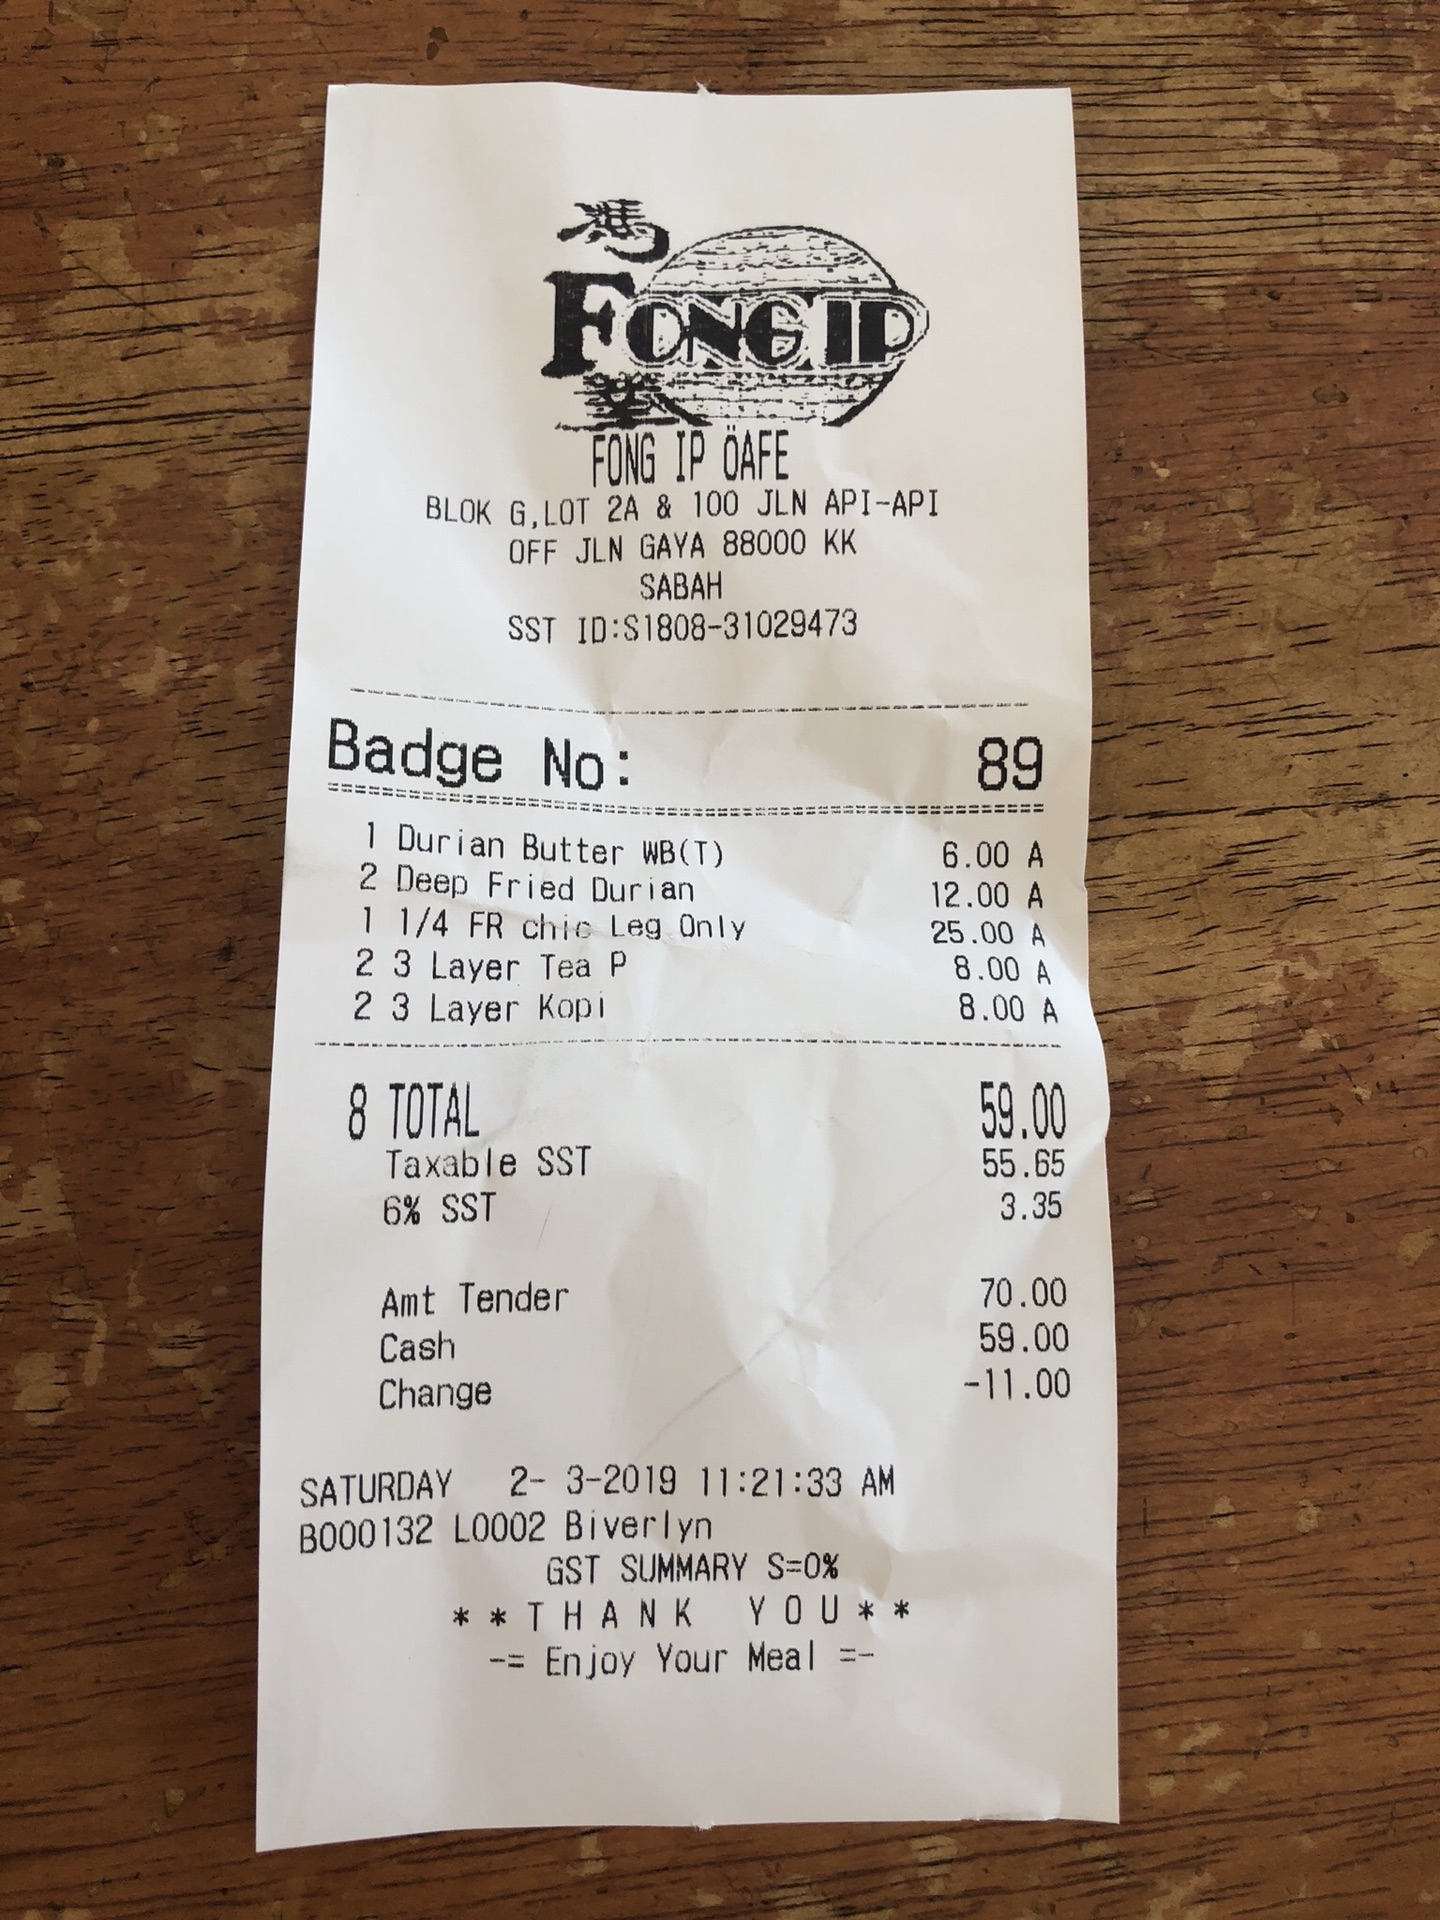 馮
FONG IP
業
FONG IP ÖAFE
BLOK G,LOT 2A & 100 JLN API-API
OFF JLN GAYA 88000 KK
SABAH
SST ID:S1808-31029473
Badge No: 89
1 Durian Butter WB(T) 6.00 A
2 Deep Fried Durian 12.00 A
1 1/4 FR chic Leg Only 25.00 A
2 3 Layer Tea P 8.00 A
2 3 Layer Kopi 8.00 A
8 TOTAL 59.00
Taxable SST 55.65
6% SST 3.35
Amt Tender 70.00
Cash 59.00
Change -11.00
SATURDAY 2- 3-2019 11:21:33 AM
B000132 L0002 Biverlyn
GST SUMMARY S=0%
**THANK YOU**
-= Enjoy Your Meal =-